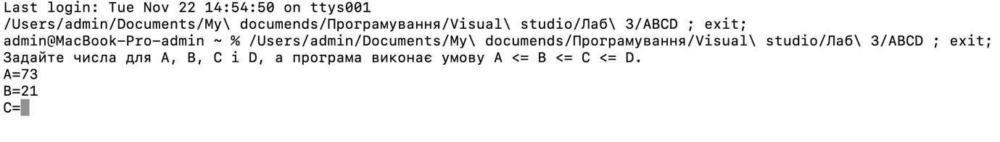 Last login: Tue Nov 22 14:54:50 on ttys001
/Users/admin/Documents/My\ documends/Програмування/Visual\ studio/Лаб\ 3/ABCD ; exit;
admin@MacBook-Pro-admin ~ % /Users/admin/Documents/My\ documends/Програмування/Visual\ studio/Лаб\ 3/ABCD ; exit;
Задайте числа для A, B, C і D, а програма виконає умову A <= B <= C <= D.
A=73
B=21
C=